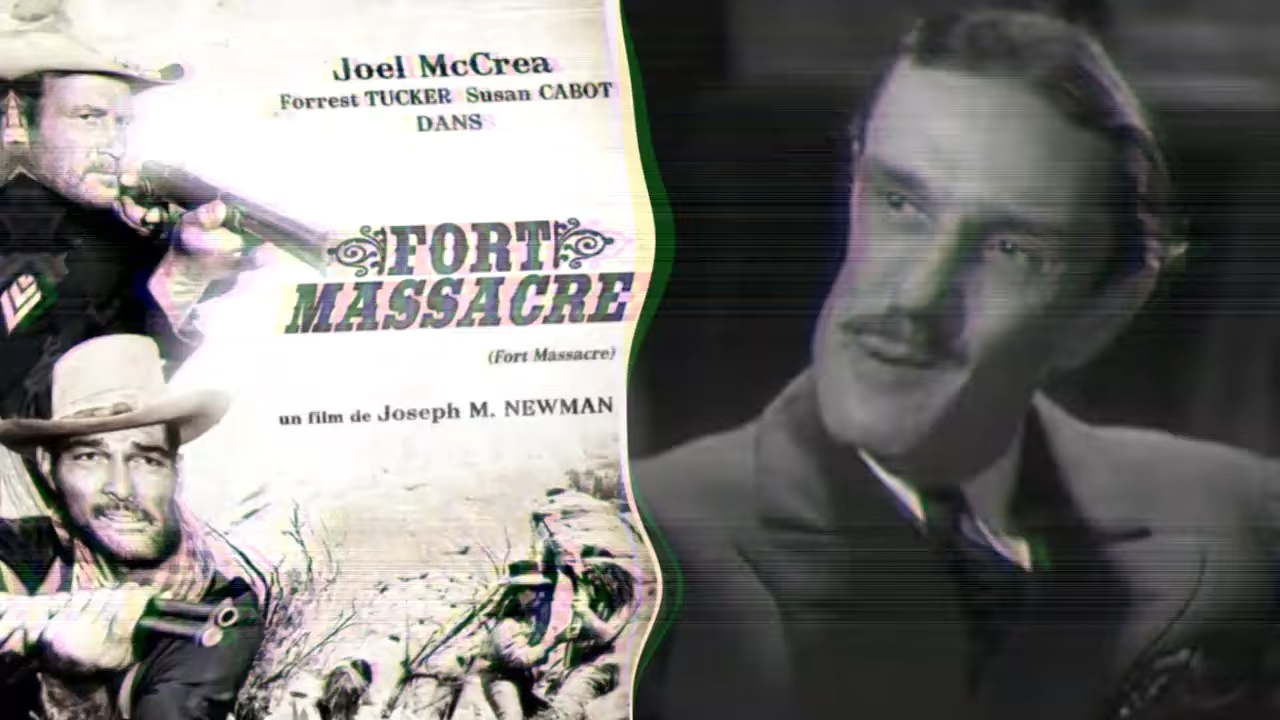 Joel McCrea
Forrest TUCKER Susan CABOT
DANS
FORT
MASSACRE
(Fort Massacre)
un film de Joseph M. NEWMAN